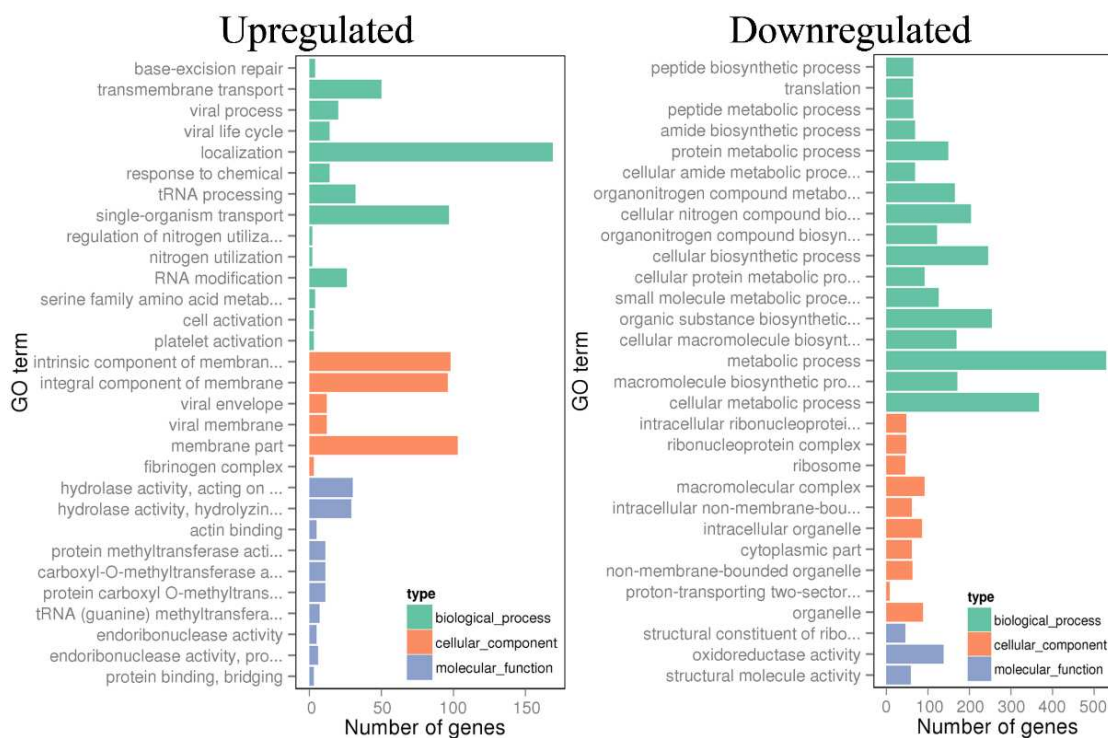 Upregulated
base-excision repair
transmembrane transport
viral process
viral life cycle
localization
response to chemical
tRNA processing
single-organism transport
regulation of nitrogen utiliza...
nitrogen utilization
RNA modification
serine family amino acid metab...
cell activation
platelet activation
intrinsic component of membran...
integral component of membrane
viral envelope
viral membrane
membrane part
fibrinogen complex
hydrolase activity, acting on ...
hydrolase activity, hydrolyzin...
actin binding
protein methyltransferase acti...
carboxyl-O-methyltransferase a...
protein carboxyl O-methyltrans...
tRNA (guanine) methyltransfera...
endoribonuclease activity
endoribonuclease activity, pro...
protein binding, bridging
GO term
type
biological_process
cellular_component
molecular_function
0 50 100 150
Number of genes
Downregulated
peptide biosynthetic process
translation
peptide metabolic process
amide biosynthetic process
protein metabolic process
cellular amide metabolic proce...
organonitrogen compound metabo...
cellular nitrogen compound bio...
organonitrogen compound biosyn...
cellular biosynthetic process
cellular protein metabolic pro...
small molecule metabolic proce...
organic substance biosynthetic...
cellular macromolecule biosynt...
metabolic process
macromolecule biosynthetic pro...
cellular metabolic process
intracellular ribonucleoprotei...
ribonucleoprotein complex
ribosome
macromolecular complex
intracellular non-membrane-bou...
intracellular organelle
cytoplasmic part
non-membrane-bounded organelle
proton-transporting two-sector...
organelle
structural constituent of ribo...
oxidoreductase activity
structural molecule activity
GO term
type
biological_process
cellular_component
molecular_function
0 100 200 300 400 500
Number of genes